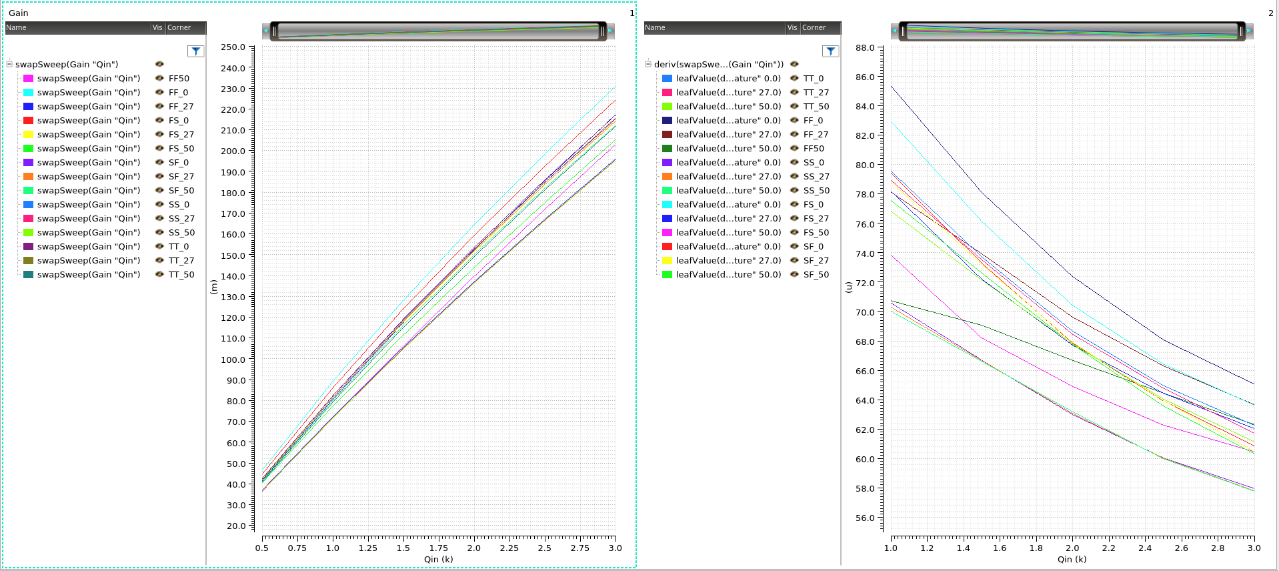 Gain
1
Name Vis Corner
swapSweep(Gain "Qin")
swapSweep(Gain "Qin") FF50
swapSweep(Gain "Qin") FF_0
swapSweep(Gain "Qin") FF_27
swapSweep(Gain "Qin") FS_0
swapSweep(Gain "Qin") FS_27
swapSweep(Gain "Qin") FS_50
swapSweep(Gain "Qin") SF_0
swapSweep(Gain "Qin") SF_27
swapSweep(Gain "Qin") SF_50
swapSweep(Gain "Qin") SS_0
swapSweep(Gain "Qin") SS_27
swapSweep(Gain "Qin") SS_50
swapSweep(Gain "Qin") TT_0
swapSweep(Gain "Qin") TT_27
swapSweep(Gain "Qin") TT_50
250.0
240.0
230.0
220.0
210.0
200.0
190.0
180.0
170.0
160.0
150.0
140.0
130.0
120.0
110.0
100.0
90.0
80.0
70.0
60.0
50.0
40.0
30.0
20.0
(m)
0.5 0.75 1.0 1.25 1.5 1.75 2.0 2.25 2.5 2.75 3.0
Qin (k)
2
Name Vis Corner
deriv(swapSwe...(Gain "Qin"))
leafValue(d...ature" 0.0) TT_0
leafValue(d...ture" 27.0) TT_27
leafValue(d...ture" 50.0) TT_50
leafValue(d...ature" 0.0) FF_0
leafValue(d...ture" 27.0) FF_27
leafValue(d...ture" 50.0) FF50
leafValue(d...ature" 0.0) SS_0
leafValue(d...ture" 27.0) SS_27
leafValue(d...ture" 50.0) SS_50
leafValue(d...ature" 0.0) FS_0
leafValue(d...ture" 27.0) FS_27
leafValue(d...ture" 50.0) FS_50
leafValue(d...ature" 0.0) SF_0
leafValue(d...ture" 27.0) SF_27
leafValue(d...ture" 50.0) SF_50
88.0
86.0
84.0
82.0
80.0
78.0
76.0
74.0
72.0
70.0
68.0
66.0
64.0
62.0
60.0
58.0
56.0
(u)
1.0 1.2 1.4 1.6 1.8 2.0 2.2 2.4 2.6 2.8 3.0
Qin (k)